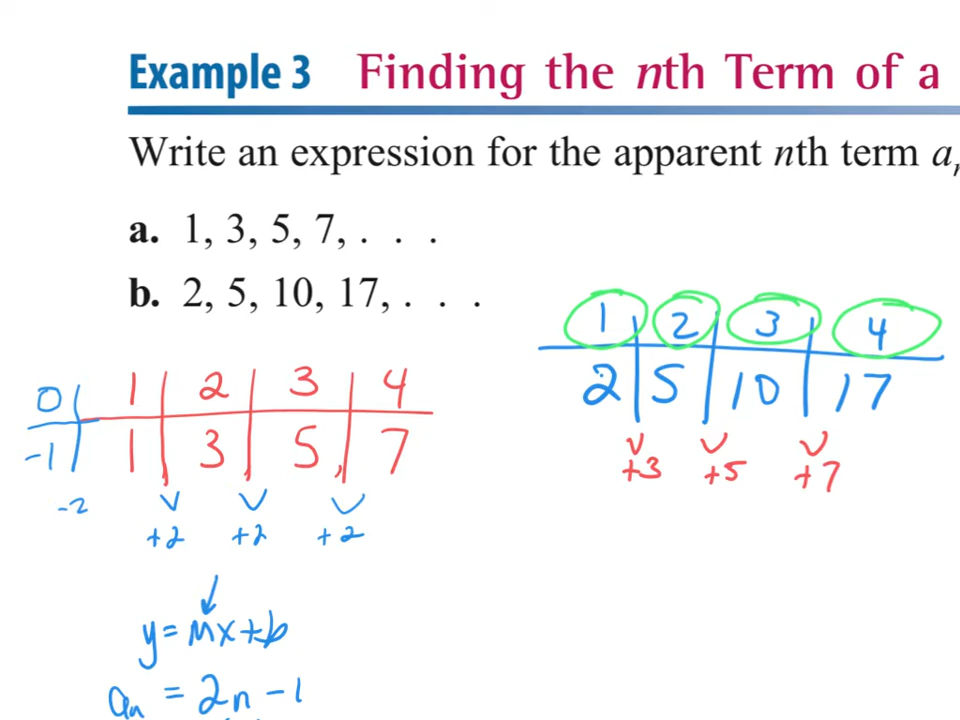 Example 3 Finding the nth Term of a
Write an expression for the apparent nth term aₙ
a. 1, 3, 5, 7, . . .
b. 2, 5, 10, 17, . . .
1 2 3 4
2 5 10 17
+3 +5 +7
0 1 2 3 4
-1 1 3 5, 7
-2 +2 +2 +2
y = mx + b
aₙ = 2n - 1